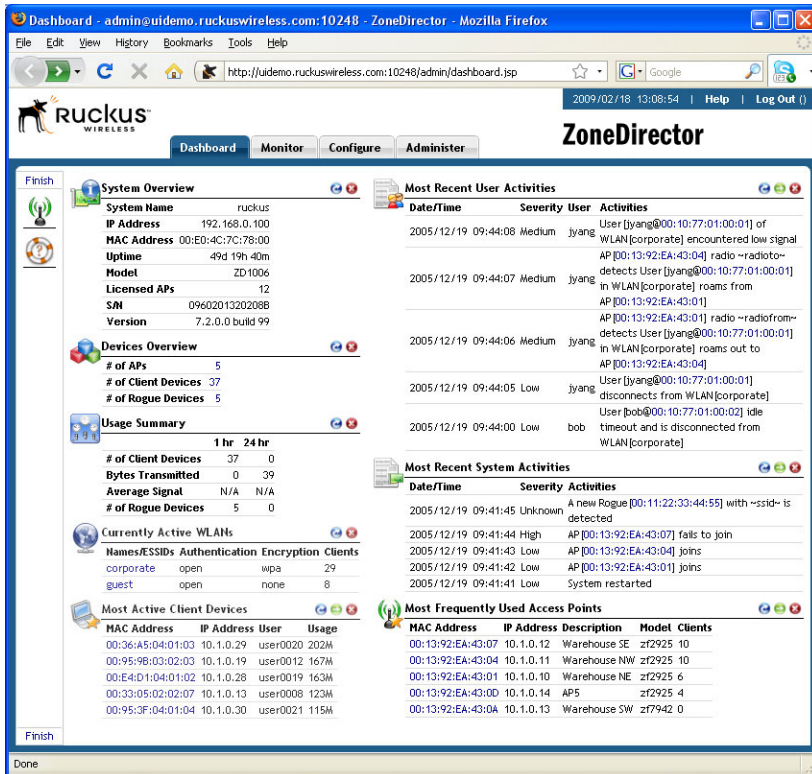 Dashboard - admin@uidemo.ruckuswireless.com:10248 - ZoneDirector - Mozilla Firefox
File Edit View History Bookmarks Tools Help
http://uidemo.ruckuswireless.com:10248/admin/dashboard.jsp
G Google
2009/02/18 13:08:54 | Help | Log Out ()
RUCKUS
WIRELESS
ZoneDirector
Dashboard Monitor Configure Administer
Finish
System Overview
System Name ruckus
IP Address 192.168.0.100
MAC Address 00:E0:4C:7C:78:00
Uptime 49d 19h 40m
Model ZD1006
Licensed APs 12
S/N 0960201320208B
Version 7.2.0.0 build 99
Devices Overview
# of APs 5
# of Client Devices 37
# of Rogue Devices 5
Usage Summary
1 hr 24 hr
# of Client Devices 37 0
Bytes Transmitted 0 39
Average Signal N/A N/A
# of Rogue Devices 5 0
Currently Active WLANs
Names/ESSIDs Authentication Encryption Clients
corporate open wpa 29
guest open none 8
Most Active Client Devices
MAC Address IP Address User Usage
00:36:A5:04:01:03 10.1.0.29 user0020 202M
00:95:9B:03:02:03 10.1.0.19 user0012 167M
00:E4:D1:04:01:02 10.1.0.28 user0019 163M
00:33:05:02:02:07 10.1.0.13 user0008 123M
00:95:3F:04:01:04 10.1.0.30 user0021 115M
Most Recent User Activities
Date/Time Severity User Activities
2005/12/19 09:44:08 Medium jyang User [jyang@00:10:77:01:00:01] of
WLAN[corporate] encountered low signal
2005/12/19 09:44:07 Medium jyang AP[00:13:92:EA:43:04] radio ~radioto~
detects User [jyang@00:10:77:01:00:01]
in WLAN[corporate] roams from
AP[00:13:92:EA:43:01]
2005/12/19 09:44:06 Medium jyang AP[00:13:92:EA:43:01] radio ~radiofrom~
detects User [jyang@00:10:77:01:00:01]
in WLAN[corporate] roams out to
AP[00:13:92:EA:43:04]
2005/12/19 09:44:05 Low jyang User [jyang@00:10:77:01:00:01]
disconnects from WLAN[corporate]
2005/12/19 09:44:00 Low bob User [bob@00:10:77:01:00:02] idle
timeout and is disconnected from
WLAN[corporate]
Most Recent System Activities
Date/Time Severity Activities
2005/12/19 09:41:45 Unknown A new Rogue[00:11:22:33:44:55] with ~ssid~ is
detected
2005/12/19 09:41:44 High AP[00:13:92:EA:43:07] fails to join
2005/12/19 09:41:43 Low AP[00:13:92:EA:43:04] joins
2005/12/19 09:41:42 Low AP[00:13:92:EA:43:01] joins
2005/12/19 09:41:41 Low System restarted
Most Frequently Used Access Points
MAC Address IP Address Description Model Clients
00:13:92:EA:43:07 10.1.0.12 Warehouse SE zf2925 10
00:13:92:EA:43:04 10.1.0.11 Warehouse NW zf2925 10
00:13:92:EA:43:01 10.1.0.10 Warehouse NE zf2925 6
00:13:92:EA:43:0D 10.1.0.14 AP5 zf2925 4
00:13:92:EA:43:0A 10.1.0.13 Warehouse SW zf7942 0
Finish
Done